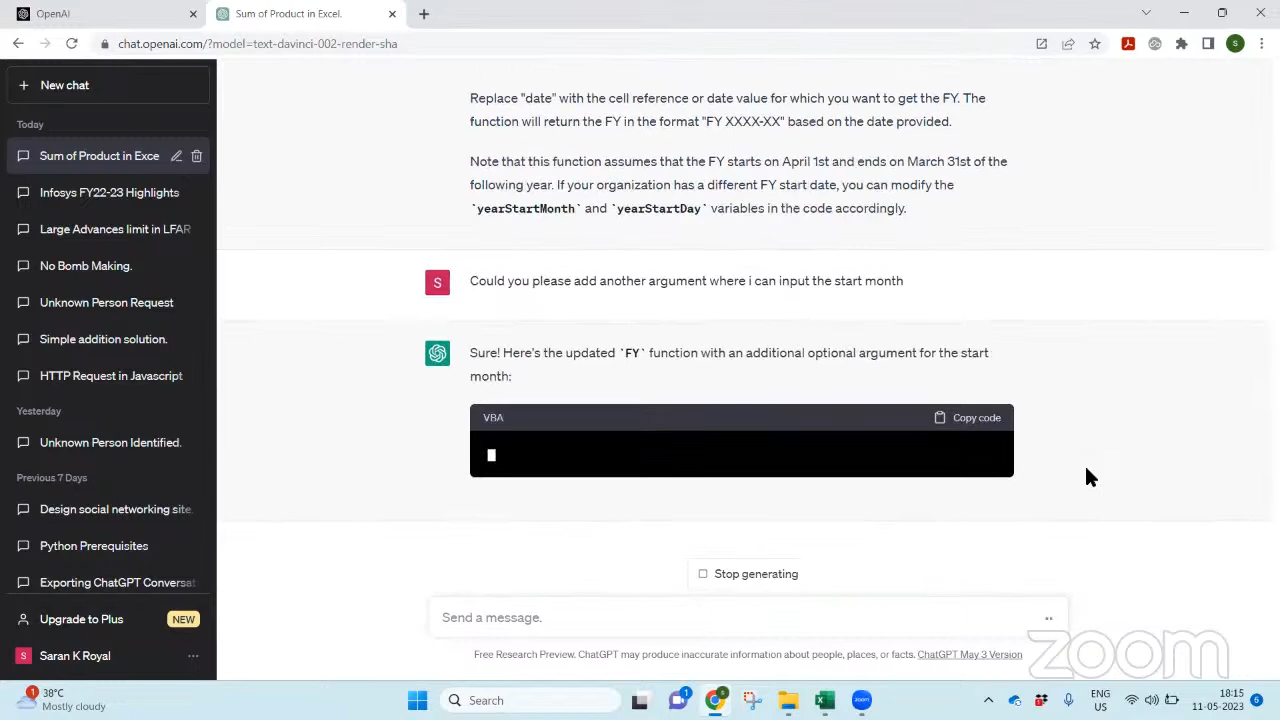 OpenAI
Sum of Product in Excel.
chat.openai.com/?model=text-davinci-002-render-sha
S
New chat
Today
Sum of Product in Exce
Infosys FY22-23 Highlights
Large Advances limit in LFAR
No Bomb Making.
Unknown Person Request
Simple addition solution.
HTTP Request in Javascript
Yesterday
Unknown Person Identified.
Previous 7 Days
Design social networking site.
Python Prerequisites
Exporting ChatGPT Conversat
Upgrade to Plus NEW
S Saran K Royal
Replace "date" with the cell reference or date value for which you want to get the FY. The
function will return the FY in the format "FY XXXX-XX" based on the date provided.
Note that this function assumes that the FY starts on April 1st and ends on March 31st of the
following year. If your organization has a different FY start date, you can modify the
`yearStartMonth` and `yearStartDay` variables in the code accordingly.
S Could you please add another argument where i can input the start month
Sure! Here's the updated `FY` function with an additional optional argument for the start
month:
VBA Copy code
Stop generating
Send a message.
Free Research Preview. ChatGPT may produce inaccurate information about people, places, or facts. ChatGPT May 3 Version
zoom
1 38°C
Mostly cloudy
Search
1
zoom
ENG
US
18:15
11-05-2023
6